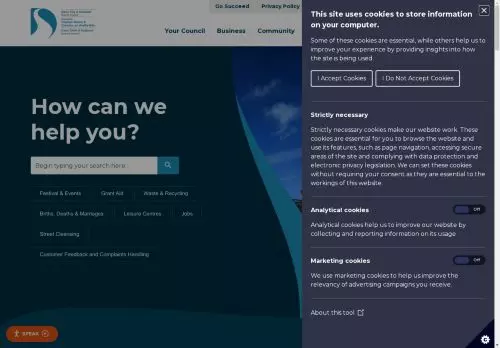 Go Succeed
Privacy Policy
Your Council
Business
Community
How can we
help you?
Begin typing your search here
Festival & Events
Grant Aid
Waste & Recycling
Births, Deaths & Marriages
Leisure Centres
Jobs
Street Cleansing
Customer Feedback and Complaints Handling
SPEAK
This site uses cookies to store information
on your computer.
Some of these cookies are essential, while others help us to
improve your experience by providing insights into how
the site is being used.
I Accept Cookies
I Do Not Accept Cookies
Strictly necessary
Strictly necessary cookies make our website work. These
cookies are essential for you to browse the website and
use its features, such as page navigation, accessing secure
areas of the site and complying with data protection and
electronic privacy legislation. We can set these cookies
without requiring your consent as they are essential to the
workings of this website.
Analytical cookies
Off
Analytical cookies help us to improve our website by
collecting and reporting information on its usage
Marketing cookies
Off
We use marketing cookies to help us improve the
relevancy of advertising campaigns you receive.
About this tool